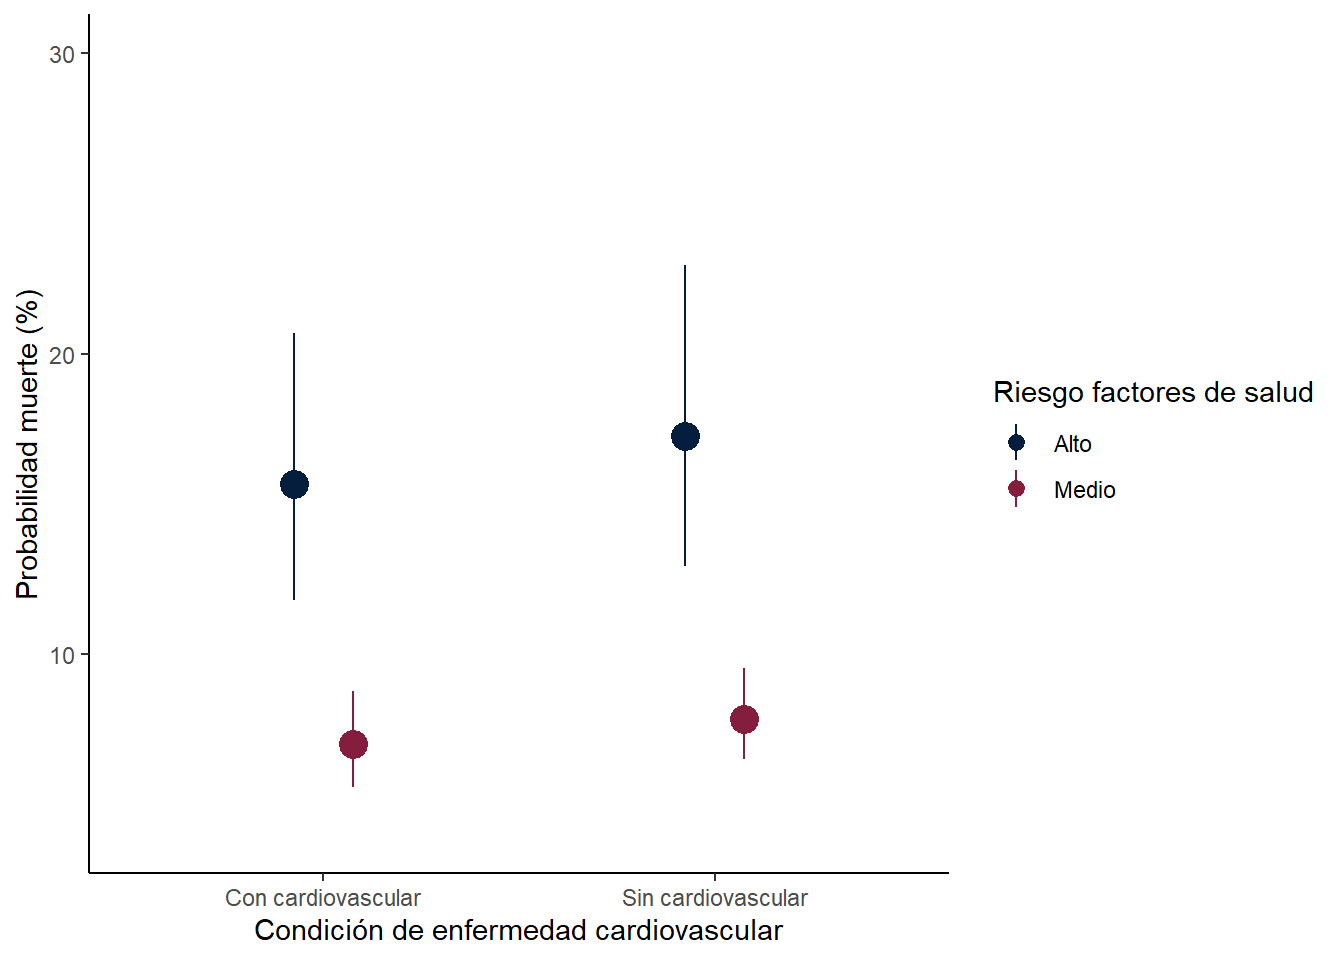 30
20
10
Probabilidad muerte (%)
Con cardiovascular
Sin cardiovascular
Condición de enfermedad cardiovascular
Riesgo factores de salud
Alto
Medio